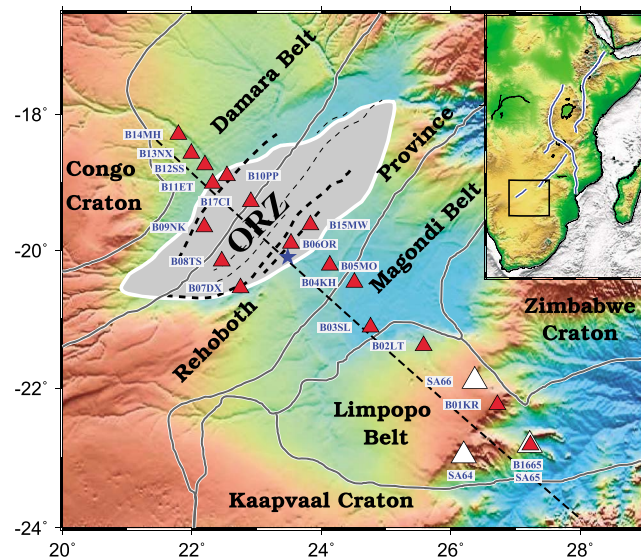 Damara Belt
-18
B14MH
B13NX
B12SS
B11ET
B10PP
Province
Congo
Craton
B17CI
B09NK
ORZ
B15MW
B06OR
-20
B08TS
B05MO
Magondi Belt
B04KH
B07DX
Rehoboth
B03SL
B02LT
Zimbabwe
Craton
-22
SA66
B01KR
Limpopo
Belt
SA64
B1665
SA65
Kaapvaal Craton
-24
20
22
24
26
28